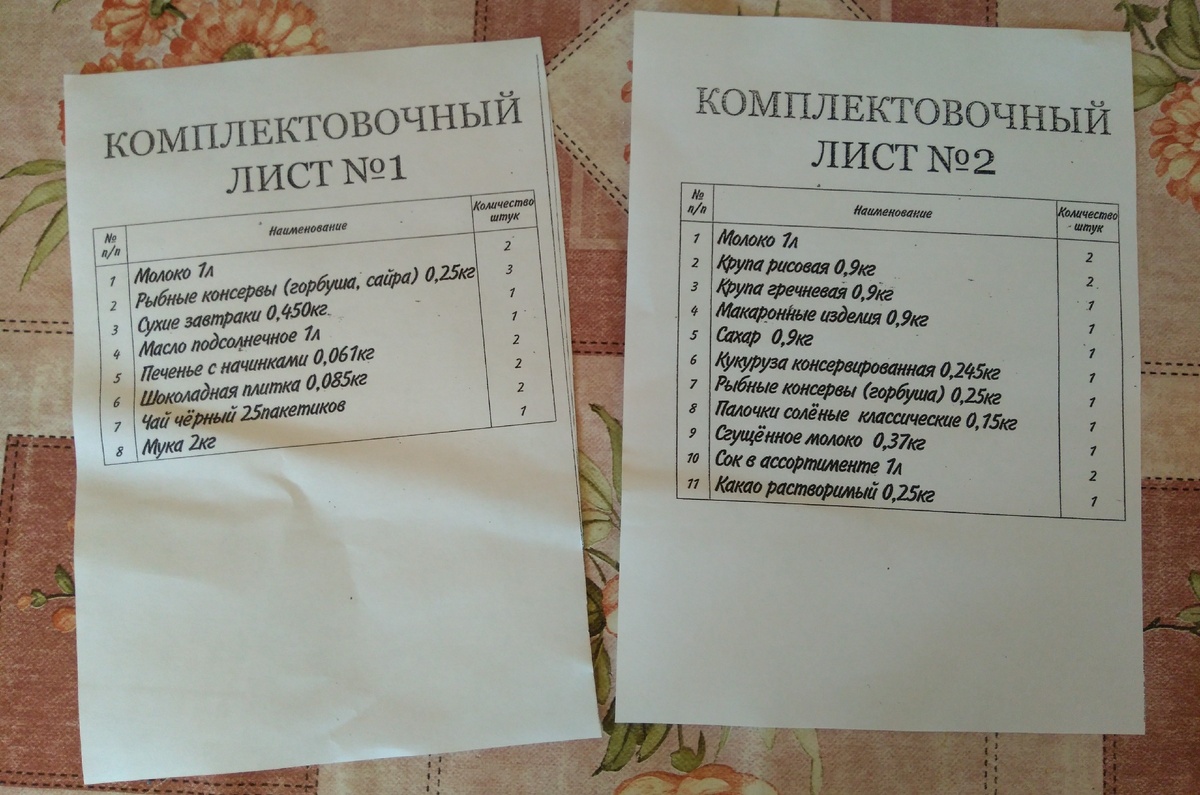 КОМПЛЕКТОВОЧНЫЙ
ЛИСТ №1
№ п/п Наименование Количество штук
1 Молоко 1л 2
2 Рыбные консервы (горбуша, сайра) 0,25кг 3
3 Сухие завтраки 0,450кг. 1
4 Масло подсолнечное 1л 1
5 Печенье с начинками 0,061кг 2
6 Шоколадная плитка 0,085кг 2
7 Чай чёрный 25пакетиков 2
8 Мука 2кг 1
КОМПЛЕКТОВОЧНЫЙ
ЛИСТ №2
№ п/п Наименование Количество штук
1 Молоко 1л 2
2 Крупа рисовая 0,9кг 2
3 Крупа гречневая 0,9кг 1
4 Макаронные изделия 0,9кг 1
5 Сахар 0,9кг 1
6 Кукуруза консервированная 0,245кг 1
7 Рыбные консервы (горбуша) 0,25кг 1
8 Палочки солёные классические 0,15кг 1
9 Сгущённое молоко 0,37кг 1
10 Сок в ассортименте 1л 2
11 Какао растворимый 0,25кг 1